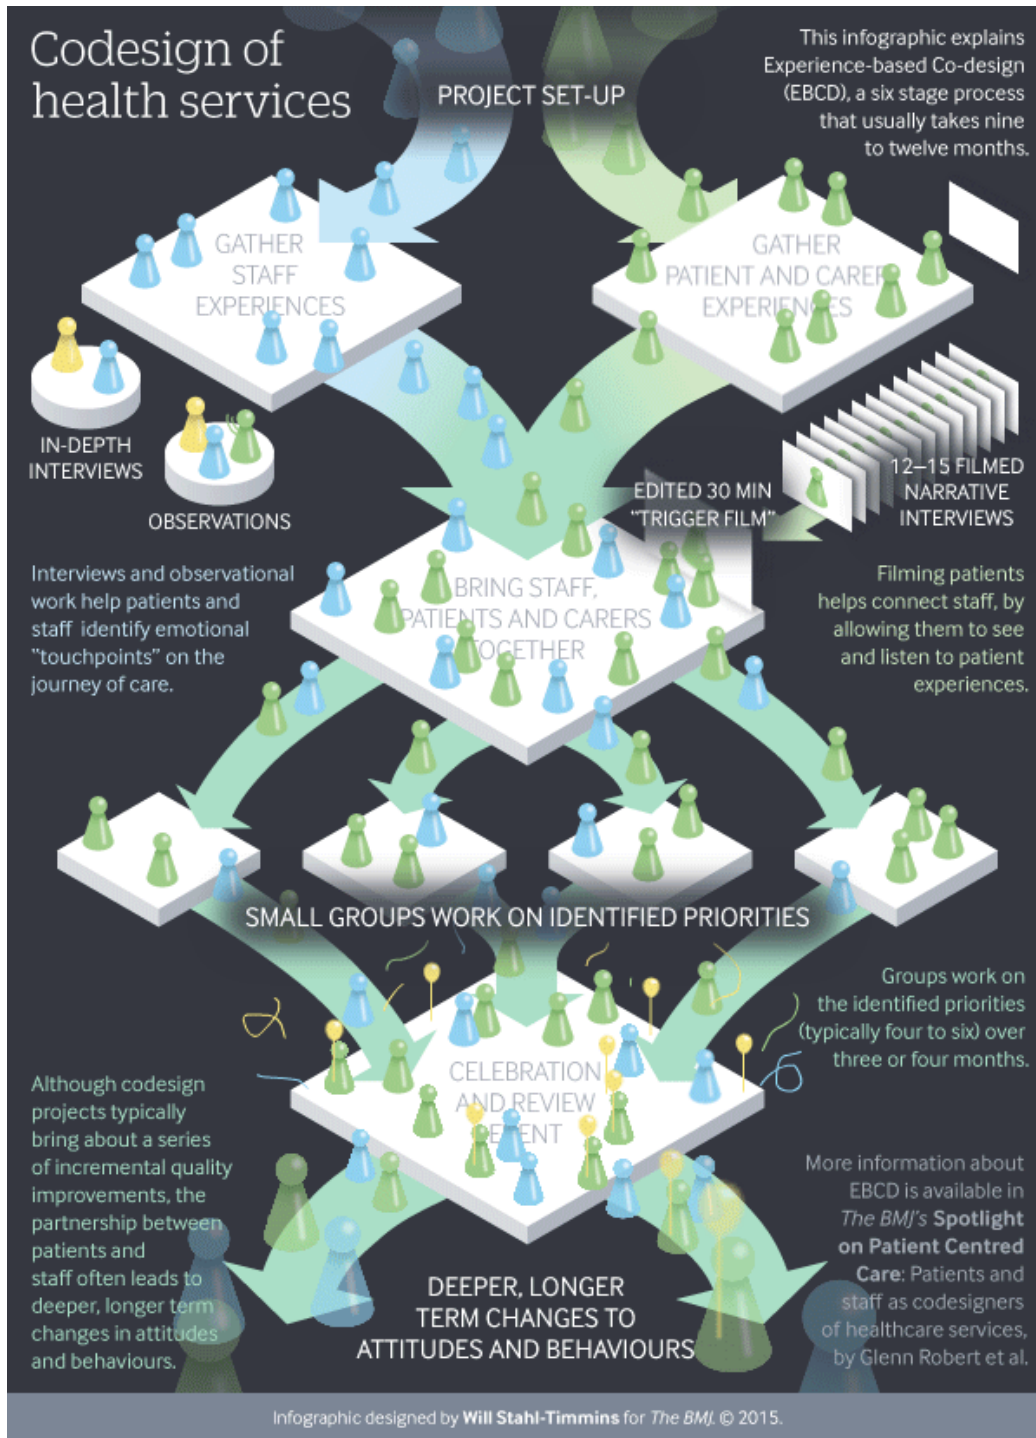 Codesign of
health services
PROJECT SET-UP
This infographic explains
Experience-based Co-design
(EBCD), a six stage process
that usually takes nine
to twelve months.
GATHER
STAFF
EXPERIENCES
GATHER
PATIENT AND CARER
EXPERIENCES
IN-DEPTH
INTERVIEWS
OBSERVATIONS
EDITED 30 MIN
"TRIGGER FILM"
12–15 FILMED
NARRATIVE
INTERVIEWS
Interviews and observational
work help patients and
staff identify emotional
"touchpoints" on the
journey of care.
BRING STAFF,
PATIENTS AND CARERS
TOGETHER
Filming patients
helps connect staff, by
allowing them to see
and listen to patient
experiences.
SMALL GROUPS WORK ON IDENTIFIED PRIORITIES
Groups work on
the identified priorities
(typically four to six) over
three or four months.
CELEBRATION
AND REVIEW
EVENT
Although codesign
projects typically
bring about a series
of incremental quality
improvements, the
partnership between
patients and
staff often leads to
deeper, longer term
changes in attitudes
and behaviours.
DEEPER, LONGER
TERM CHANGES TO
ATTITUDES AND BEHAVIOURS
More information about
EBCD is available in
The BMJ's Spotlight
on Patient Centred
Care: Patients and
staff as codesigners
of healthcare services,
by Glenn Robert et al.
Infographic designed by Will Stahl-Timmins for The BMJ. © 2015.